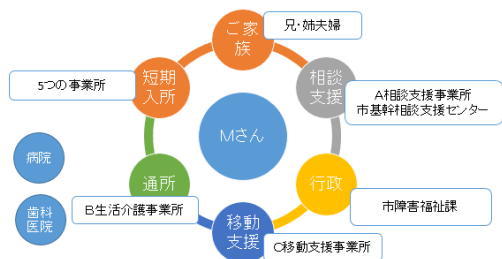 ご家
族
兄・姉夫婦
短期
入所
5つの事業所
相談
支援
A相談支援事業所
市基幹相談支援センター
Mさん
病院
通所
B生活介護事業所
行政
市障害福祉課
歯科
医院
移動
支援
C移動支援事業所